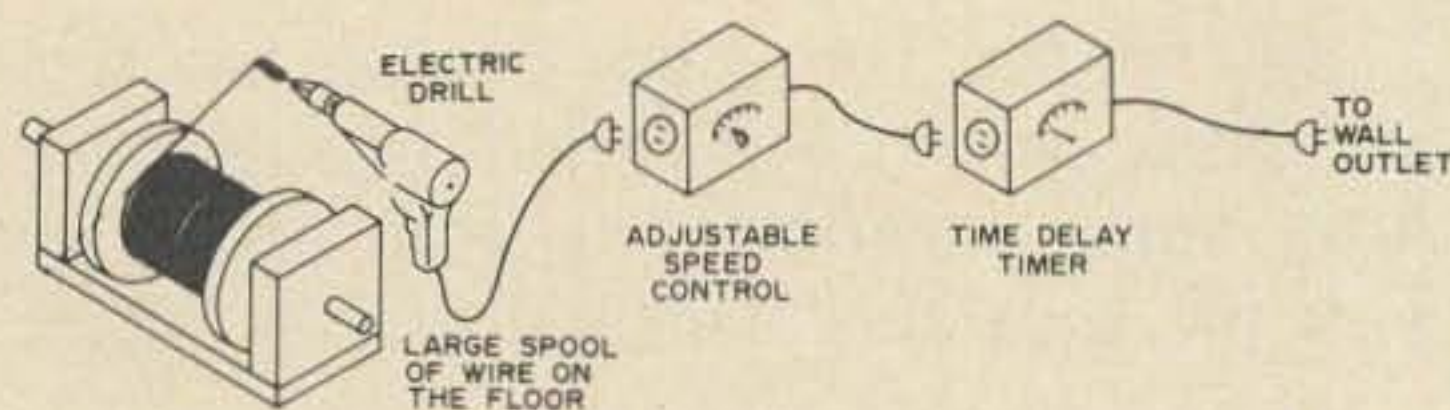 ELECTRIC
DRILL
ADJUSTABLE
SPEED
CONTROL
TIME DELAY
TIMER
TO
WALL
OUTLET
LARGE SPOOL
OF WIRE ON
THE FLOOR